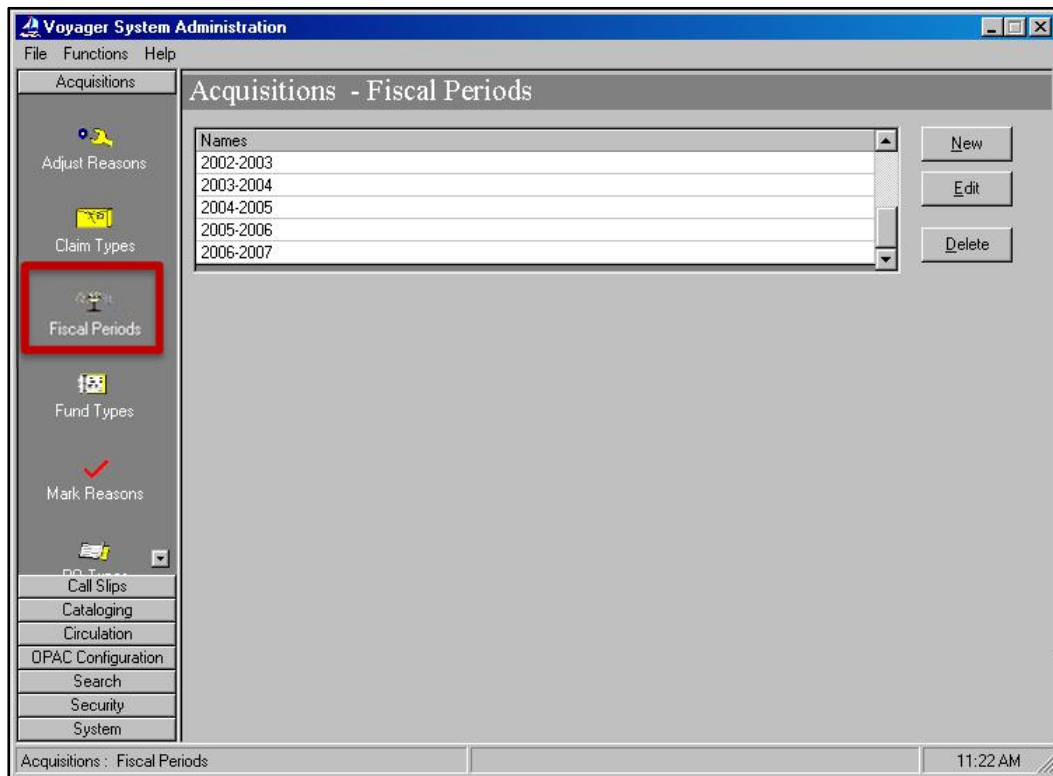 Voyager System Administration
File Functions Help
Acquisitions
Adjust Reasons
Claim Types
Fiscal Periods
Fund Types
Mark Reasons
Call Slips
Cataloging
Circulation
OPAC Configuration
Search
Security
System
Acquisitions - Fiscal Periods
Names
2002-2003
2003-2004
2004-2005
2005-2006
2006-2007
New
Edit
Delete
Acquisitions : Fiscal Periods
11:22 AM